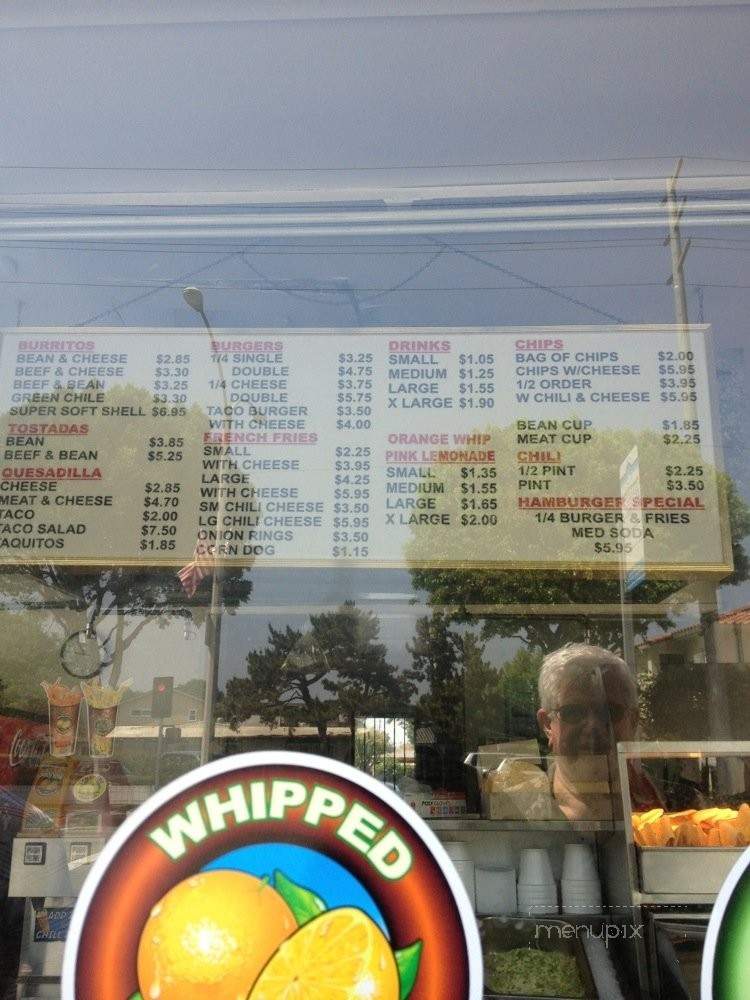 BURRITOS
BEAN & CHEESE $2.85
BEEF & CHEESE $3.30
BEEF & BEAN $3.25
GREEN CHILE $3.30
SUPER SOFT SHELL $6.95
TOSTADAS
BEAN $3.85
BEEF & BEAN $5.25
QUESADILLA
CHEESE $2.85
MEAT & CHEESE $4.70
TACO $2.00
TACO SALAD $7.50
TAQUITOS $1.85
BURGERS
1/4 SINGLE $3.25
DOUBLE $4.75
1/4 CHEESE $3.75
DOUBLE $5.75
TACO BURGER $3.50
WITH CHEESE $4.00
FRENCH FRIES
SMALL $2.25
WITH CHEESE $3.95
LARGE $4.25
WITH CHEESE $5.95
SM CHILI CHEESE $3.50
LG CHILI CHEESE $5.95
ONION RINGS $3.50
CORN DOG $1.15
DRINKS
SMALL $1.05
MEDIUM $1.25
LARGE $1.55
X LARGE $1.90
ORANGE WHIP
PINK LEMONADE
SMALL $1.35
MEDIUM $1.55
LARGE $1.65
X LARGE $2.00
CHIPS
BAG OF CHIPS $2.00
CHIPS W/CHEESE $5.95
1/2 ORDER $3.95
W CHILI & CHEESE $5.95
BEAN CUP $1.85
MEAT CUP $2.25
CHILI
1/2 PINT $2.25
PINT $3.50
HAMBURGER SPECIAL
1/4 BURGER & FRIES
MED SODA
$5.95
WHIPPED
menupix